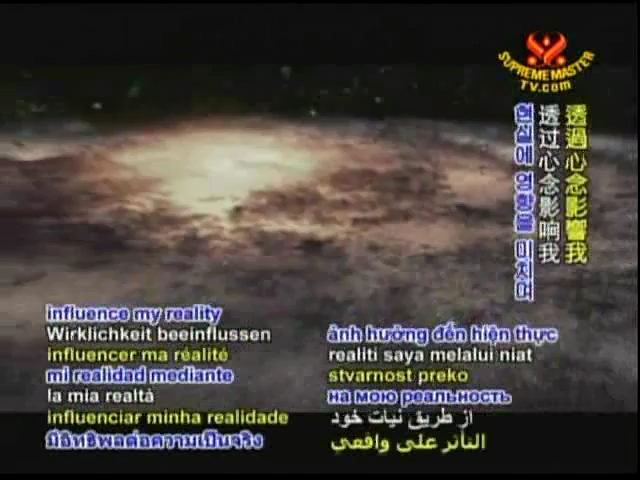 SUPREME MASTER
TV.com
透過心念影響我
透过心念影响我
현실에 영향을 미치며
influence my reality
Wirklichkeit beeinflussen
influencer ma réalité
mi realidad mediante
la mia realtà
influenciar minha realidade
มีอิทธิพลต่อความเป็นจริง
ảnh hưởng đến hiện thực
realiti saya melalui niat
stvarnost preko
на мою реальность
از طریق نیات خود
التأثر على واقعي